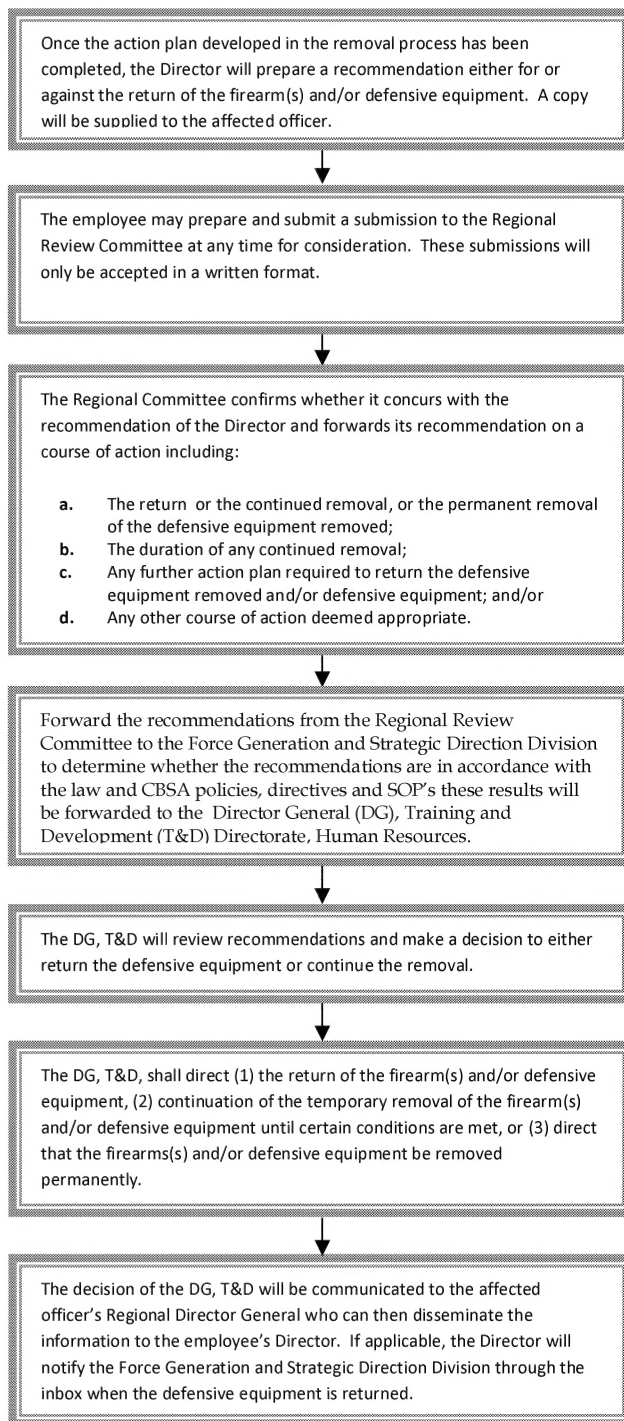 Once the action plan developed in the removal process has been
completed, the Director will prepare a recommendation either for or
against the return of the firearm(s) and/or defensive equipment.  A copy
will be supplied to the affected officer.
The employee may prepare and submit a submission to the Regional
Review Committee at any time for consideration.  These submissions will
only be accepted in a written format.
The Regional Committee confirms whether it concurs with the
recommendation of the Director and forwards its recommendation on a
course of action including:
a. The return  or the continued removal, or the permanent removal
of the defensive equipment removed;
b. The duration of any continued removal;
c. Any further action plan required to return the defensive
equipment removed and/or defensive equipment; and/or
d. Any other course of action deemed appropriate.
Forward the recommendations from the Regional Review
Committee to the Force Generation and Strategic Direction Division
to determine whether the recommendations are in accordance with
the law and CBSA policies, directives and SOP's these results will
be forwarded to the  Director General (DG), Training and
Development (T&D) Directorate, Human Resources.
The DG, T&D will review recommendations and make a decision to either
return the defensive equipment or continue the removal.
The DG, T&D, shall direct (1) the return of the firearm(s) and/or defensive
equipment, (2) continuation of the temporary removal of the firearm(s)
and/or defensive equipment until certain conditions are met, or (3) direct
that the firearms(s) and/or defensive equipment be removed
permanently.
The decision of the DG, T&D will be communicated to the affected
officer's Regional Director General who can then disseminate the
information to the employee's Director.  If applicable, the Director will
notify the Force Generation and Strategic Direction Division through the
inbox when the defensive equipment is returned.